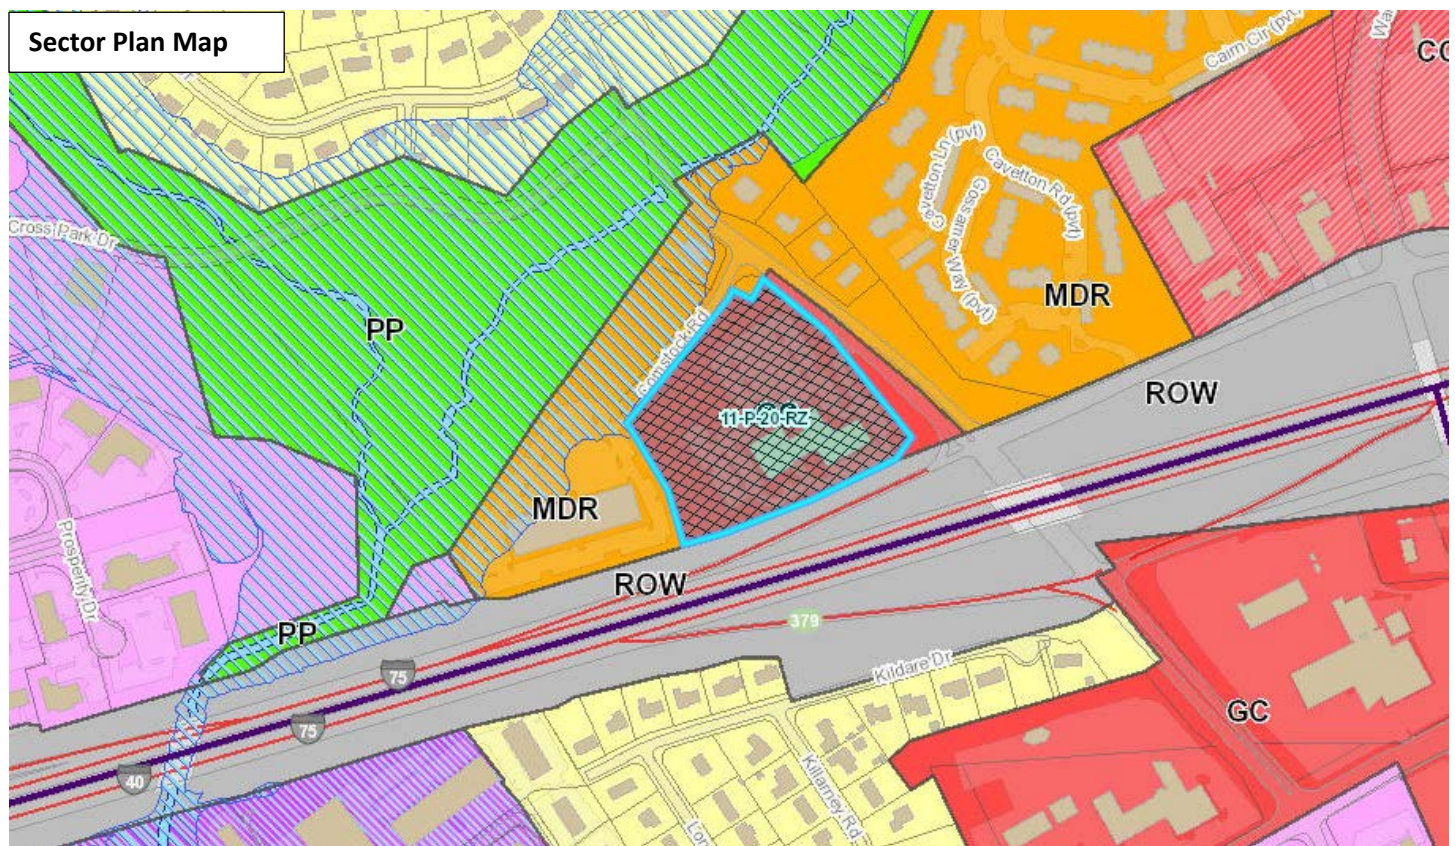 Sector Plan Map
Cairn Cir (pvt)
CC
Cavetton Ln (pvt)
Cavetton Rd (pvt)
Gossamer Way (pvt)
Cross Park Dr
PP
MDR
Comstock Rd
ROW
11-P-20-RZ
MDR
Prosperity Dr
ROW
379
PP
75
Kildare Dr
75
GC
40
Killarney Rd